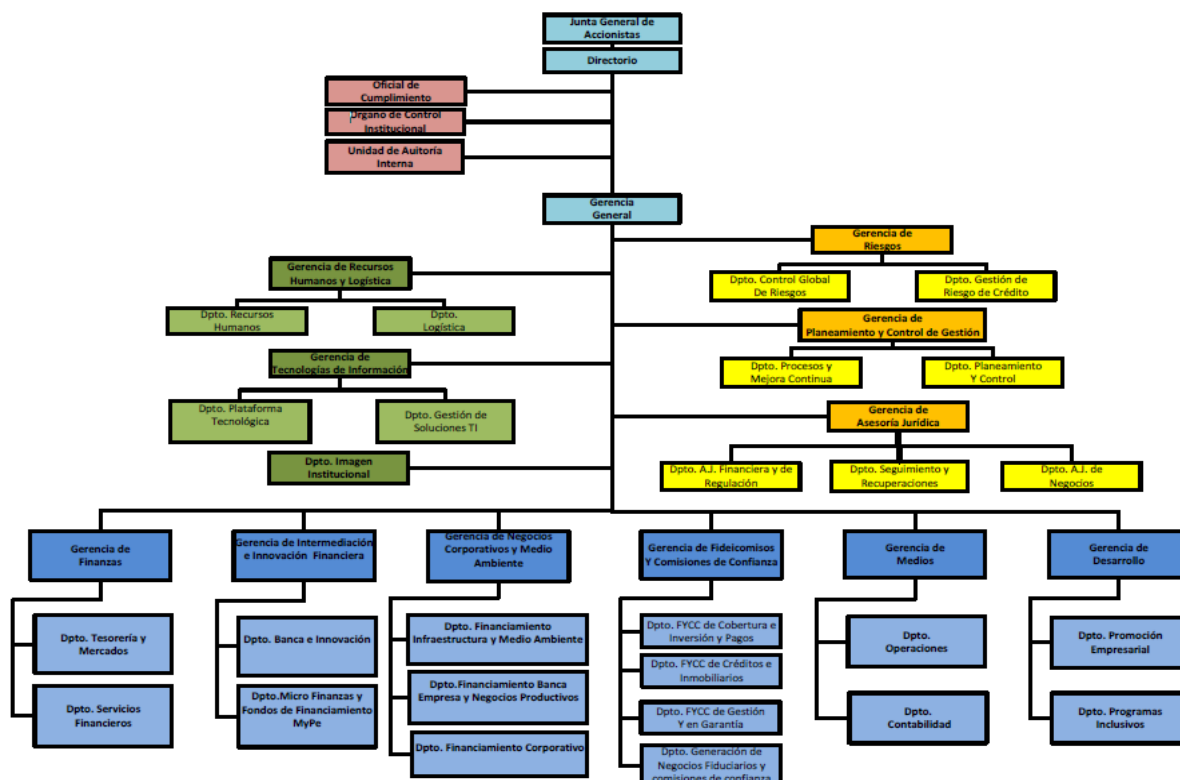 Junta General de
Accionistas
Directorio
Oficial de
Cumplimiento
Órgano de Control
Institucional
Unidad de Auitoría
Interna
Gerencia
General
Gerencia de
Riesgos
Gerencia de Recursos
Humanos y Logística
Dpto. Control Global
De Riesgos
Dpto. Gestión de
Riesgo de Crédito
Dpto. Recursos
Humanos
Dpto.
Logística
Gerencia de
Planeamiento y Control de Gestión
Gerencia de
Tecnologías de Información
Dpto. Procesos y
Mejora Continua
Dpto. Planeamiento
Y Control
Dpto. Plataforma
Tecnológica
Dpto. Gestión de
Soluciones TI
Gerencia de
Asesoría Jurídica
Dpto. Imagen
Institucional
Dpto. A.J. Financiera y de
Regulación
Dpto. Seguimiento y
Recuperaciones
Dpto. A.J. de
Negocios
Gerencia de
Finanzas
Gerencia de Intermediación
e Innovación Financiera
Gerencia de Negocios
Corporativos y Medio
Ambiente
Gerencia de Fideicomisos
Y Comisiones de Confianza
Gerencia de
Medios
Gerencia de
Desarrollo
Dpto. Tesorería y
Mercados
Dpto. Servicios
Financieros
Dpto. Banca e Innovación
Dpto.Micro Finanzas y
Fondos de Financiamiento
MyPe
Dpto. Financiamiento
Infraestructura y Medio Ambiente
Dpto.Financiamiento Banca
Empresa y Negocios Productivos
Dpto. Financiamiento Corporativo
Dpto. FYCC de Cobertura e
Inversión y Pagos
Dpto. FYCC de Créditos e
Inmobiliarios
Dpto. FYCC de Gestión
Y en Garantía
Dpto. Generación de
Negocios Fiduciarios y
comisiones de confianza
Dpto.
Operaciones
Dpto.
Contabilidad
Dpto. Promoción
Empresarial
Dpto. Programas
Inclusivos